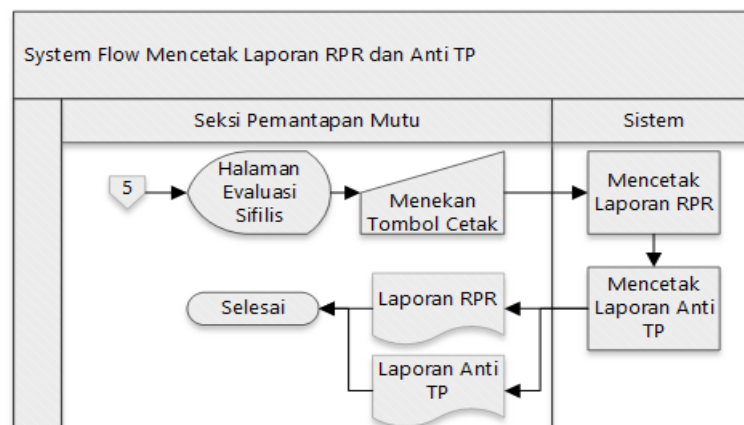 System Flow Mencetak Laporan RPR dan Anti TP
Seksi Pemantapan Mutu
Sistem
5
Halaman
Evaluasi
Sifilis
Menekan
Tombol Cetak
Mencetak
Laporan RPR
Mencetak
Laporan Anti
TP
Laporan RPR
Selesai
Laporan Anti
TP